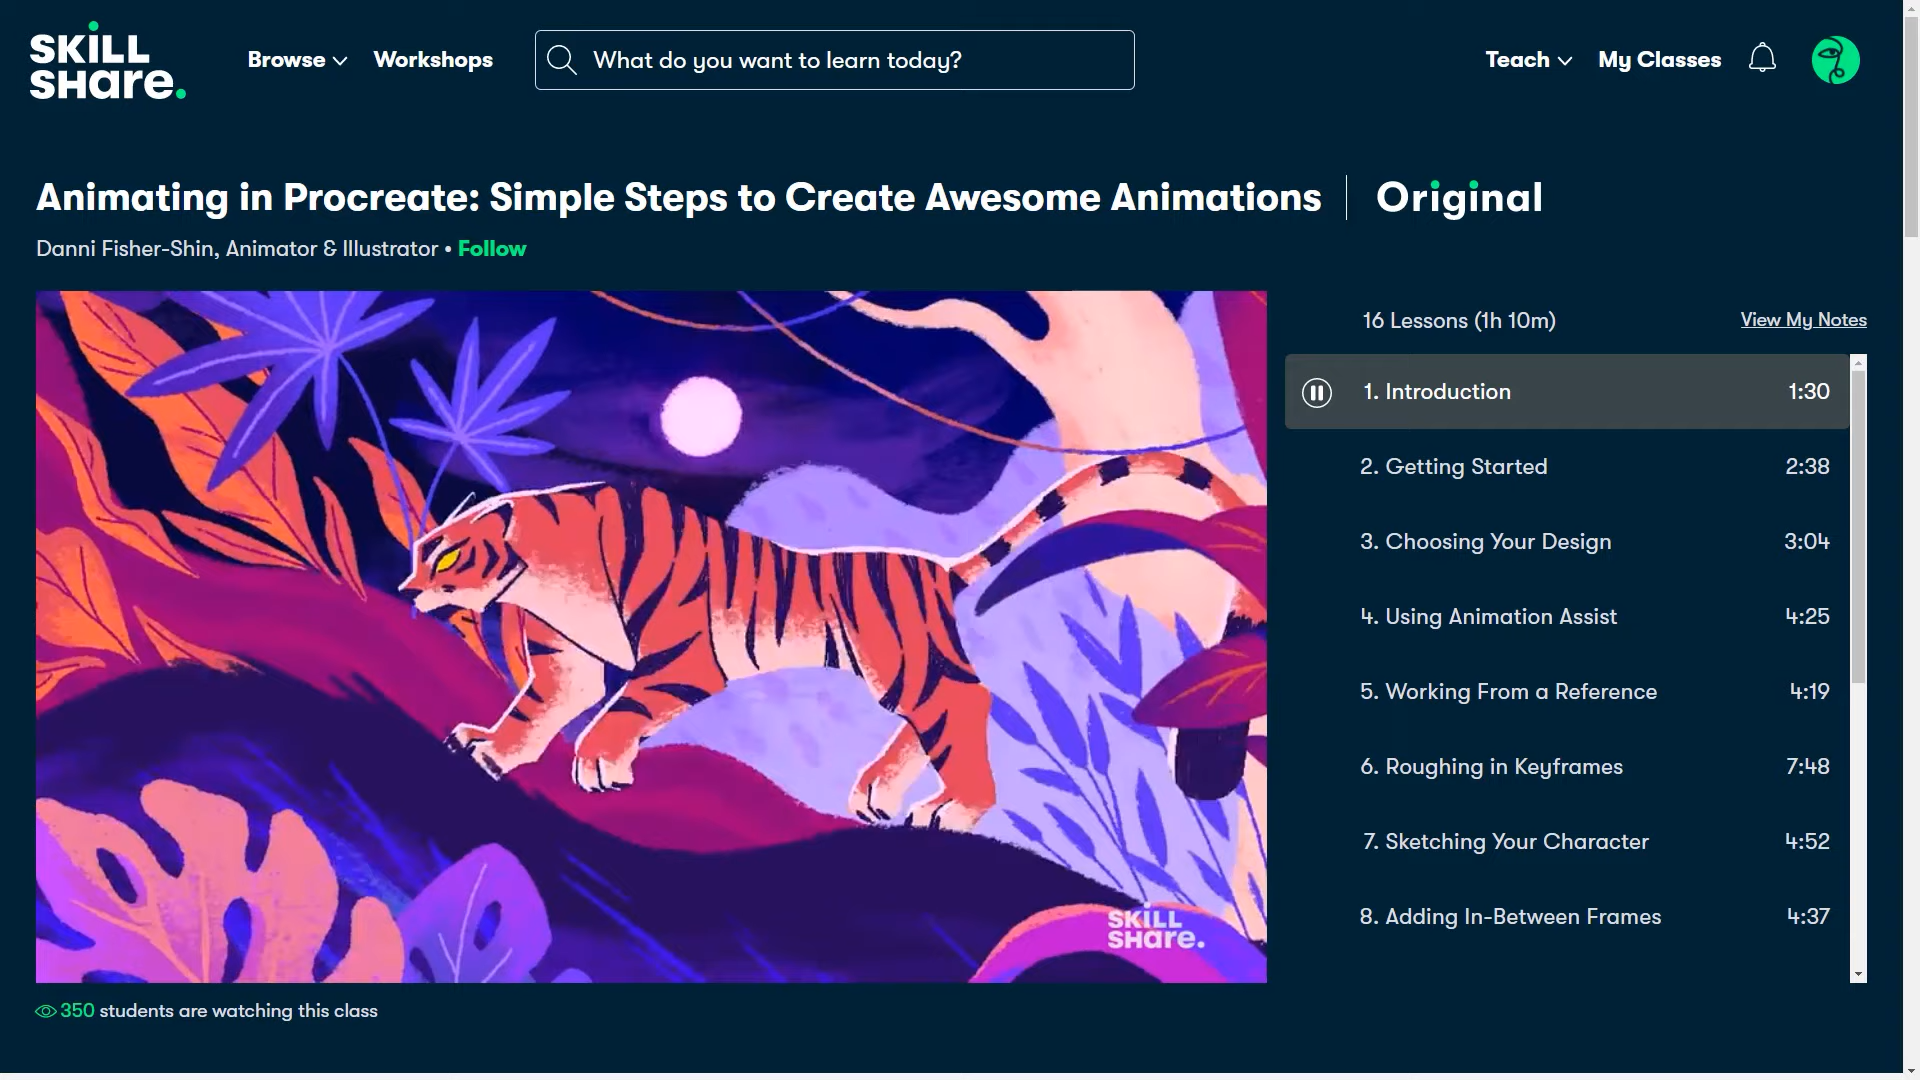 SKILL
SHare.
Browse
Workshops
What do you want to learn today?
Teach
My Classes
Animating in Procreate: Simple Steps to Create Awesome Animations
Original
Danni Fisher-Shin, Animator & Illustrator • Follow
16 Lessons (1h 10m)
View My Notes
1. Introduction 1:30
2. Getting Started 2:38
3. Choosing Your Design 3:04
4. Using Animation Assist 4:25
5. Working From a Reference 4:19
6. Roughing in Keyframes 7:48
7. Sketching Your Character 4:52
8. Adding In-Between Frames 4:37
SKILL
SHare.
350 students are watching this class